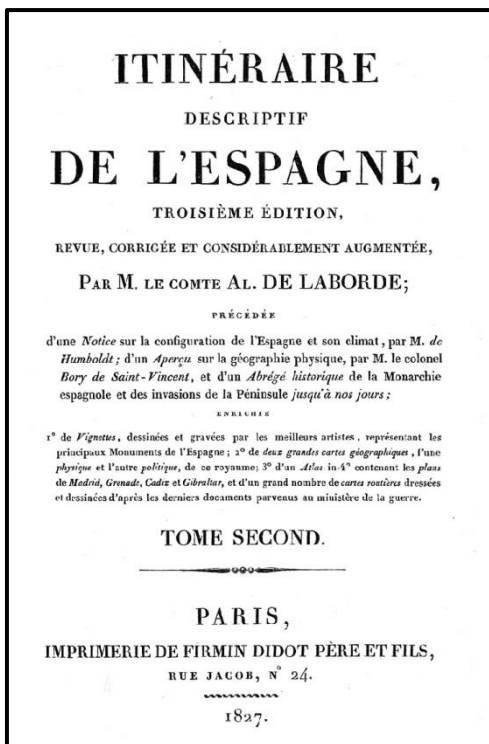 ITINÉRAIRE
DESCRIPTIF
DE L'ESPAGNE,
TROISIÈME ÉDITION,
REVUE, CORRIGÉE ET CONSIDÉRABLEMENT AUGMENTÉE,
PAR M. LE COMTE AL. DE LABORDE;
PRÉCÉDÉE
d'une Notice sur la configuration de l'Espagne et son climat, par M. de
Humboldt; d'un Aperçu sur la géographie physique, par M. le colonel
Bory de Saint-Vincent, et d'un Abrégé historique de la Monarchie
espagnole et des invasions de la Péninsule jusqu'à nos jours;
ENRICHIE
1° de Vignettes, dessinées et gravées par les meilleurs artistes, représentant les
principaux Monuments de l'Espagne; 2° de deux grandes cartes géographiques, l'une
physique et l'autre politique, de ce royaume; 3° d'un Atlas in-4° contenant les plans
de Madrid, Grenade, Cadix et Gibraltar, et d'un grand nombre de cartes routières dressées
et dessinées d'après les derniers documents parvenus au ministère de la guerre.
TOME SECOND.
PARIS,
IMPRIMERIE DE FIRMIN DIDOT PÈRE ET FILS,
RUE JACOB, N° 24.
1827.